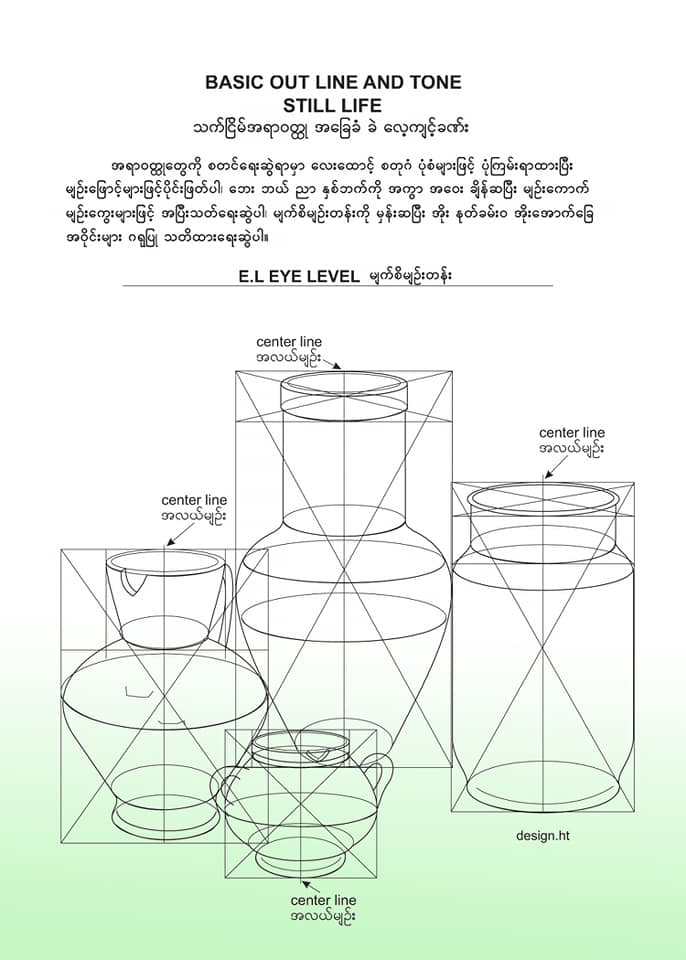 BASIC OUT LINE AND TONE
STILL LIFE
သက်ငြိမ်အရာဝတ္ထု အခြေခံ ခဲ လေ့ကျင့်ခဏ်း
အရာဝတ္ထုတွေကို စတင်ရေးဆွဲရာမှာ လေးထောင့် စတုဂံ ပုံစံများဖြင့် ပုံကြမ်းရာထားပြီး
မျဉ်းဖြောင့်များဖြင့်ပိုင်းဖြတ်ပါ၊ ဘေး ဘယ် ညာ နှစ်ဘက်ကို အကွာ အဝေး ချိန်ဆပြီး မျဉ်းကောက်
မျဉ်းကွေးများဖြင့် အပြီးသတ်ရေးဆွဲပါ၊ မျက်စိမျဉ်းတန်းကို မှန်းဆပြီး အိုး နုတ်ခမ်းဝ အိုးအောက်ခြေ
အဝိုင်းများ ဂရုပြု သတိထားရေးဆွဲပါ။
E.L EYE LEVEL မျက်စိမျဉ်းတန်း
center line
အလယ်မျဉ်း
center line
အလယ်မျဉ်း
center line
အလယ်မျဉ်း
design.ht
center line
အလယ်မျဉ်း